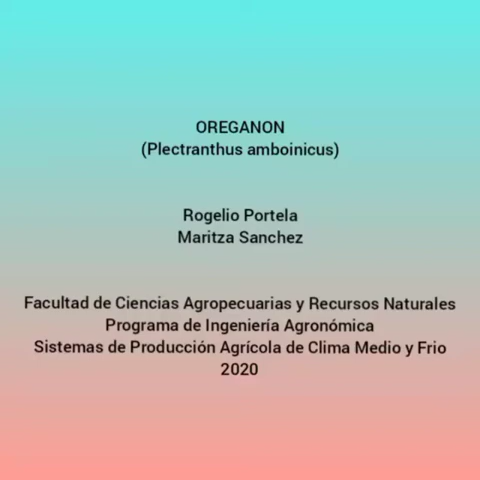 OREGANON
(Plectranthus amboinicus)
Rogelio Portela
Maritza Sanchez
Facultad de Ciencias Agropecuarias y Recursos Naturales
Programa de Ingeniería Agronómica
Sistemas de Producción Agrícola de Clima Medio y Frio
2020